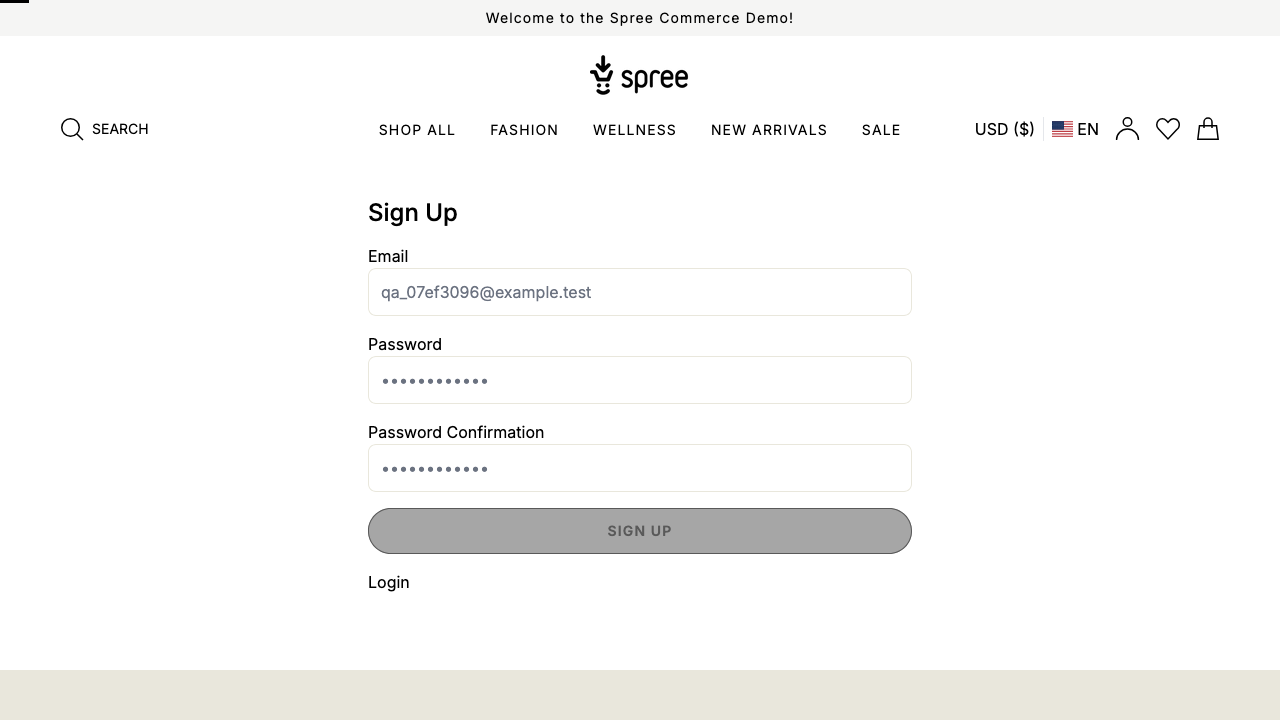 Welcome to the Spree Commerce Demo!
spree
SEARCH
SHOP ALL
FASHION
WELLNESS
NEW ARRIVALS
SALE
USD ($)
EN
Sign Up
Email
qa_07ef3096@example.test
Password
••••••••••••
Password Confirmation
••••••••••••
SIGN UP
Login